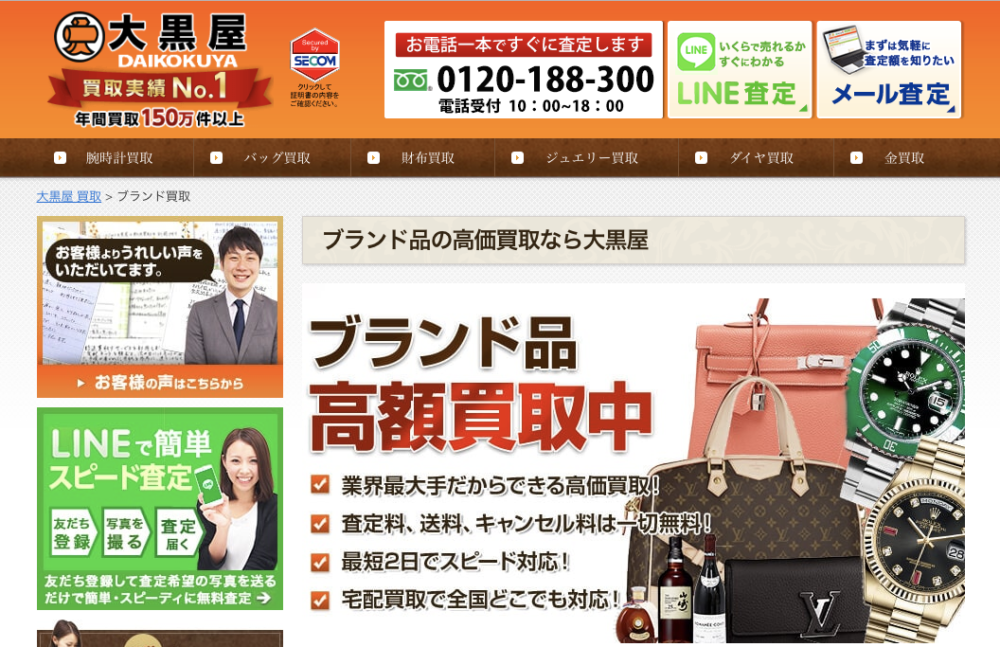 大黒屋
DAIKOKUYA
買取実績 No.1
年間買取150万件以上
Secured
by
SECOM
クリックして
証明書の内容を
ご確認ください。
お電話一本ですぐに査定します
0120-188-300
電話受付 10：00~18：00
LINE
いくらで売れるか
すぐにわかる
LINE査定
まずは気軽に
査定額を知りたい
メール査定
腕時計買取
バッグ買取
財布買取
ジュエリー買取
ダイヤ買取
金買取
大黒屋 買取 > ブランド買取
お客様よりうれしい声を
いただいてます。
お客様の声はこちらから
LINEで簡単
スピード査定
友だち
登録
写真を
撮る
査定
届く
友だち登録して査定希望の写真を送る
だけで簡単・スピーディに無料査定
ブランド品の高価買取なら大黒屋
ブランド品
高額買取中
業界最大手だからできる高価買取！
査定料、送料、キャンセル料は一切無料！
最短2日でスピード対応！
宅配買取で全国どこでも対応！
ROLEX
15
28